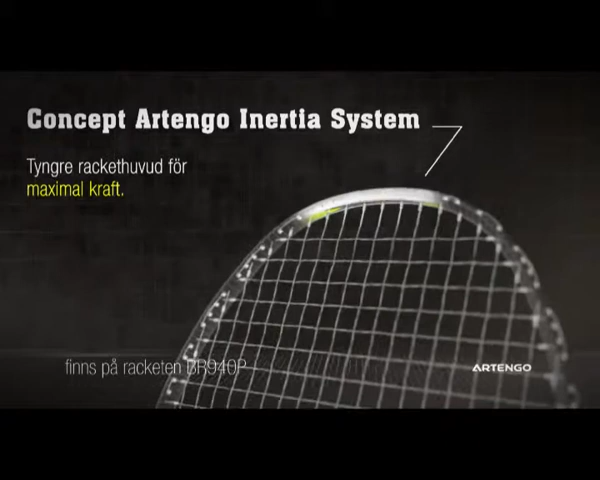 Concept Artengo Inertia System
Tyngre rackethuvud för
maximal kraft.
finns på racketen BR940P
ARTENGO